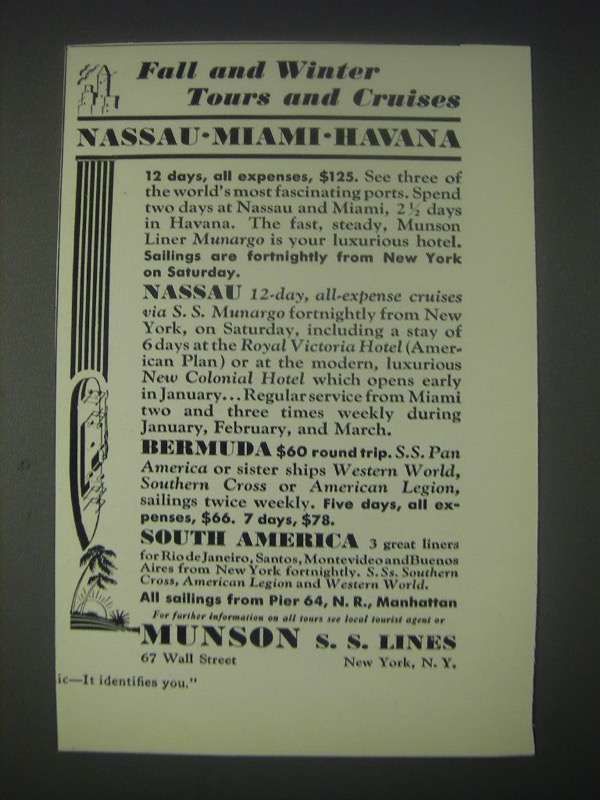 Fall and Winter
Tours and Cruises
NASSAU-MIAMI-HAVANA
12 days, all expenses, $125. See three of
the world's most fascinating ports. Spend
two days at Nassau and Miami, 2 ½ days
in Havana. The fast, steady, Munson
Liner Munargo is your luxurious hotel.
Sailings are fortnightly from New York
on Saturday.
NASSAU 12-day, all-expense cruises
via S. S. Munargo fortnightly from New
York, on Saturday, including a stay of
6 days at the Royal Victoria Hotel (Amer-
ican Plan) or at the modern, luxurious
New Colonial Hotel which opens early
in January... Regular service from Miami
two and three times weekly during
January, February, and March.
BERMUDA $60 round trip. S.S. Pan
America or sister ships Western World,
Southern Cross or American Legion,
sailings twice weekly. Five days, all ex-
penses, $66. 7 days, $78.
SOUTH AMERICA 3 great liners
for Rio de Janeiro, Santos, Montevideo and Buenos
Aires from New York fortnightly. S. Ss. Southern
Cross, American Legion and Western World.
All sailings from Pier 64, N. R., Manhattan
For further information on all tours see local tourist agent or
MUNSON S. S. LINES
67 Wall Street New York, N. Y.
ic—It identifies you."